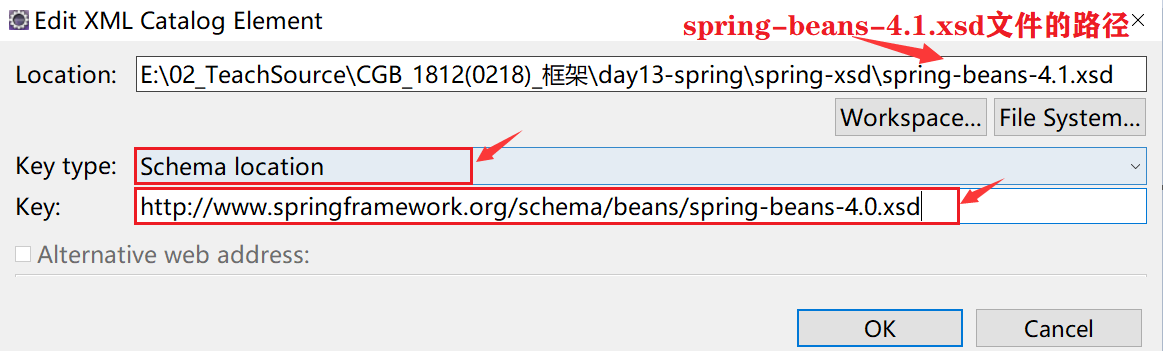 Edit XML Catalog Element
spring-beans-4.1.xsd文件的路径
Location: E:\02_TeachSource\CGB_1812(0218)_框架\day13-spring\spring-xsd\spring-beans-4.1.xsd
Workspace... File System...
Key type: Schema location
Key: http://www.springframework.org/schema/beans/spring-beans-4.0.xsd
Alternative web address:
OK Cancel